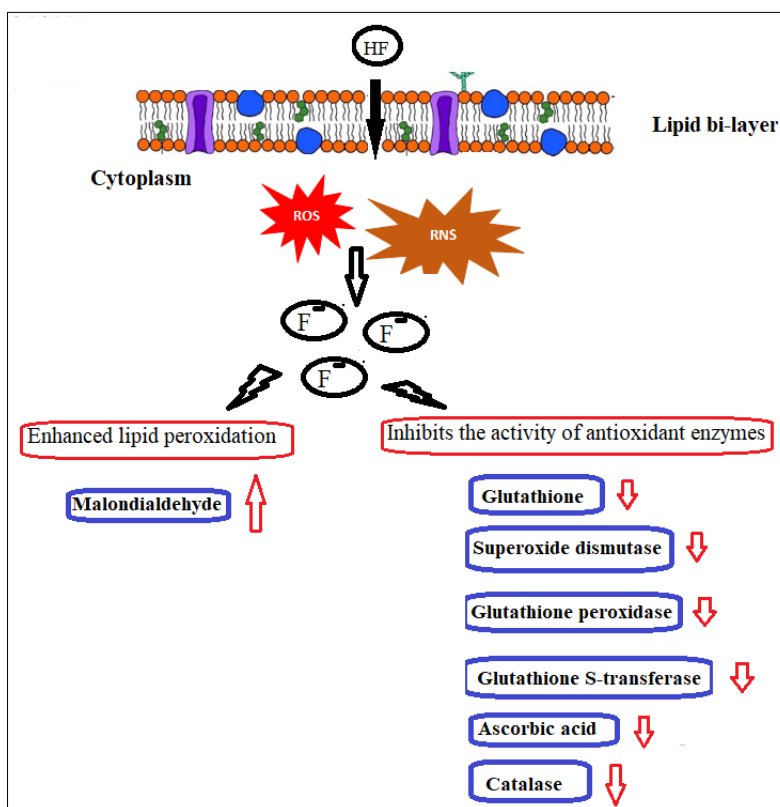 HF
Lipid bi-layer
Cytoplasm
ROS
RNS
F⁻
F⁻
F⁻
Enhanced lipid peroxidation
Inhibits the activity of antioxidant enzymes
Malondialdehyde
Glutathione
Superoxide dismutase
Glutathione peroxidase
Glutathione S-transferase
Ascorbic acid
Catalase